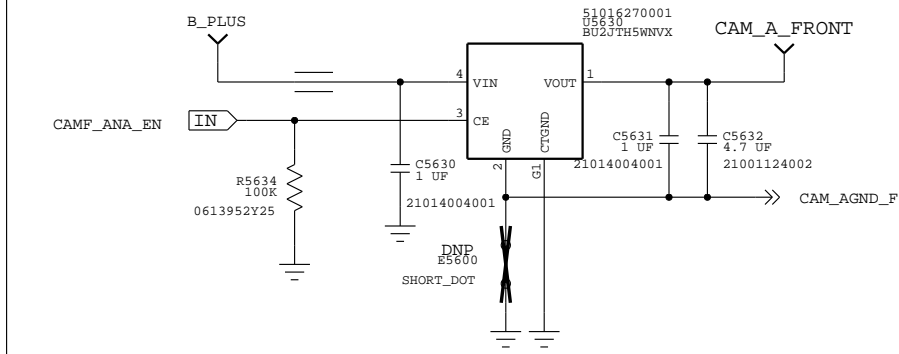 51016270001
U5630
BU2JTH5WNVX
B_PLUS
CAM_A_FRONT
4 VIN
VOUT 1
CAMF_ANA_EN
IN
3 CE
GND
CTGND
2
G1
C5630
1 UF
21014004001
C5631
1 UF
21014004001
C5632
4.7 UF
21001124002
R5634
100K
0613952Y25
CAM_AGND_F
DNP
E5600
SHORT_DOT